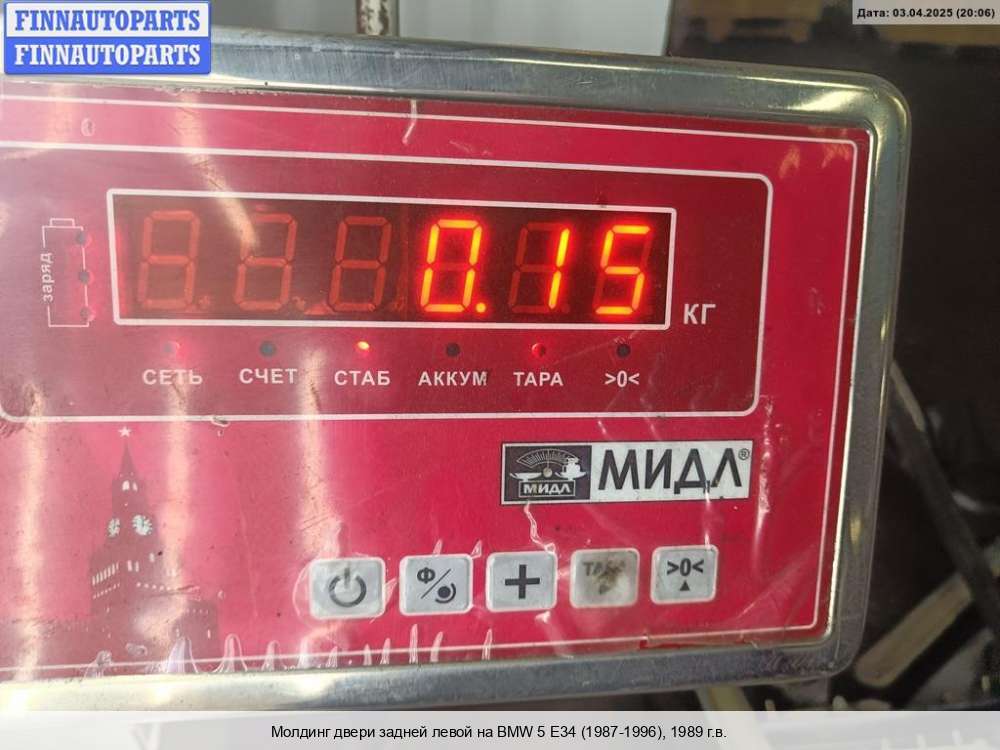 FINNAUTOPARTS
FINNAUTOPARTS
Дата: 03.04.2025 (20:06)
заряд
0.15
КГ
СЕТЬ СЧЕТ СТАБ АККУМ ТАРА >0<
МИДЛ МИДЛ®
Ф/ + ТАРА >0<
Молдинг двери задней левой на BMW 5 E34 (1987-1996), 1989 г.в.